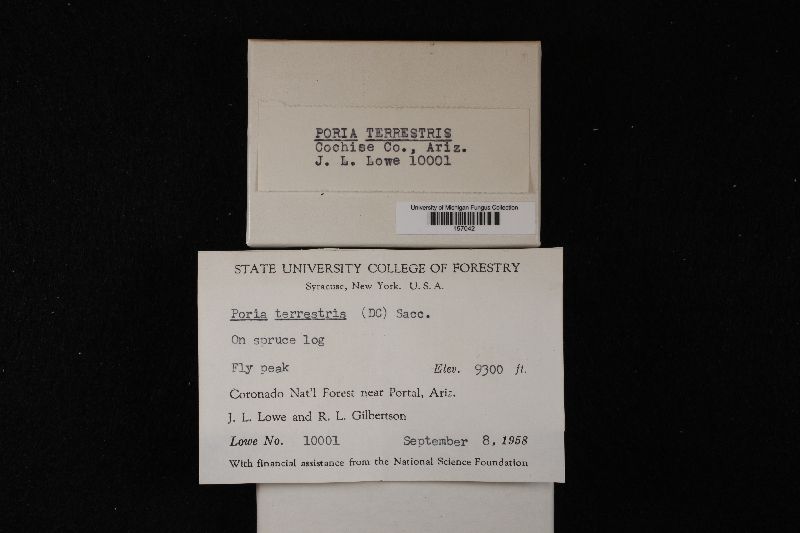 PORIA TERRESTRIS
Cochise Co., Ariz.
J. L. Lowe 10001
University of Michigan Fungus Collection
157042
STATE UNIVERSITY COLLEGE OF FORESTRY
Syracuse, New York. U. S. A.
Poria terrestris (DC) Sacc.
On spruce log
Fly peak Elev. 9300 ft.
Coronado Nat'l Forest near Portal, Ariz.
J. L. Lowe and R. L. Gilbertson
Lowe No. 10001 September 8, 1958
With financial assistance from the National Science Foundation